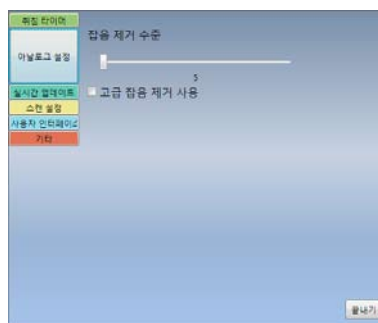 취침 타이머
아날로그 설정
실시간 업데이트
스캔 설정
사용자 인터페이스
기타
잡음 제거 수준
5
고급 잡음 제거 사용
끝내기